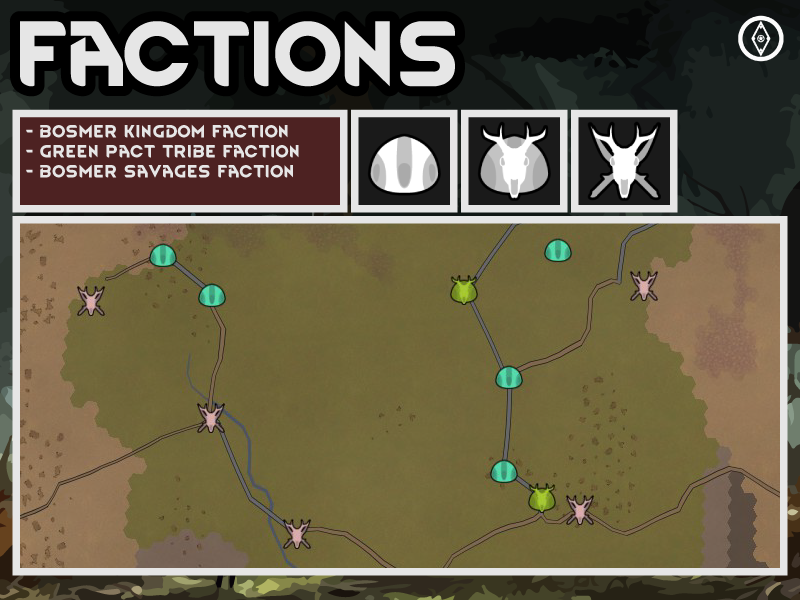 FACTIONS
- BOSMER KINGDOM FACTION
- GREEN PACT TRIBE FACTION
- BOSMER SAVAGES FACTION